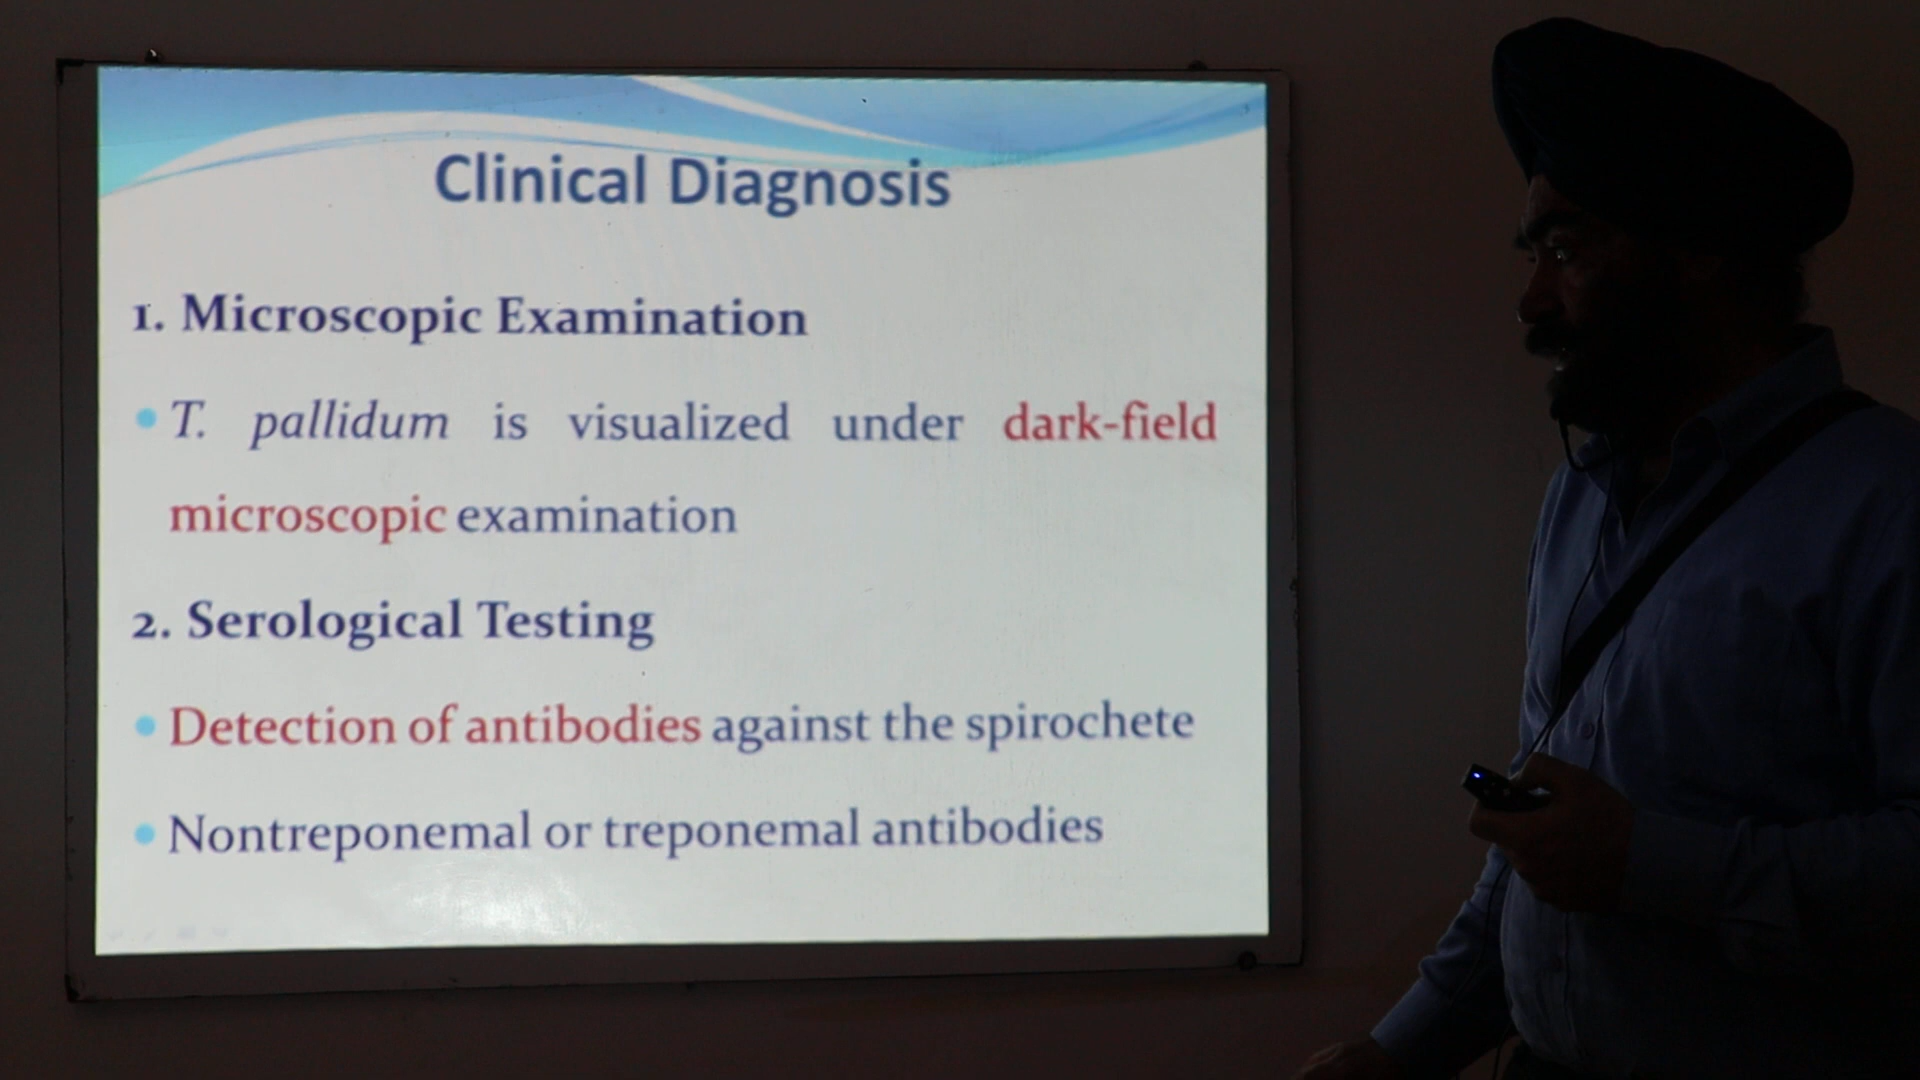 Clinical Diagnosis
1. Microscopic Examination
• T. pallidum is visualized under dark-field
microscopic examination
2. Serological Testing
• Detection of antibodies against the spirochete
• Nontreponemal or treponemal antibodies